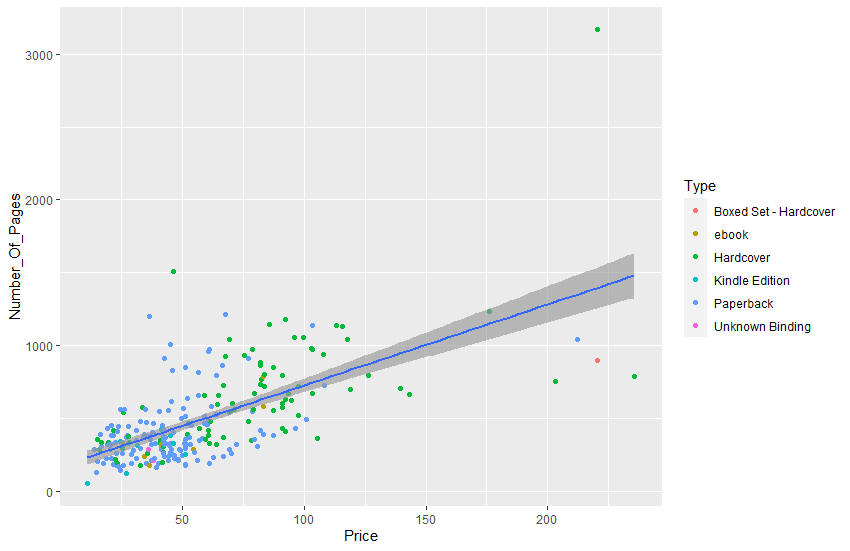 3000
2000
1000
0
Number_Of_Pages
50
100
150
200
Price
Type
Boxed Set - Hardcover
ebook
Hardcover
Kindle Edition
Paperback
Unknown Binding